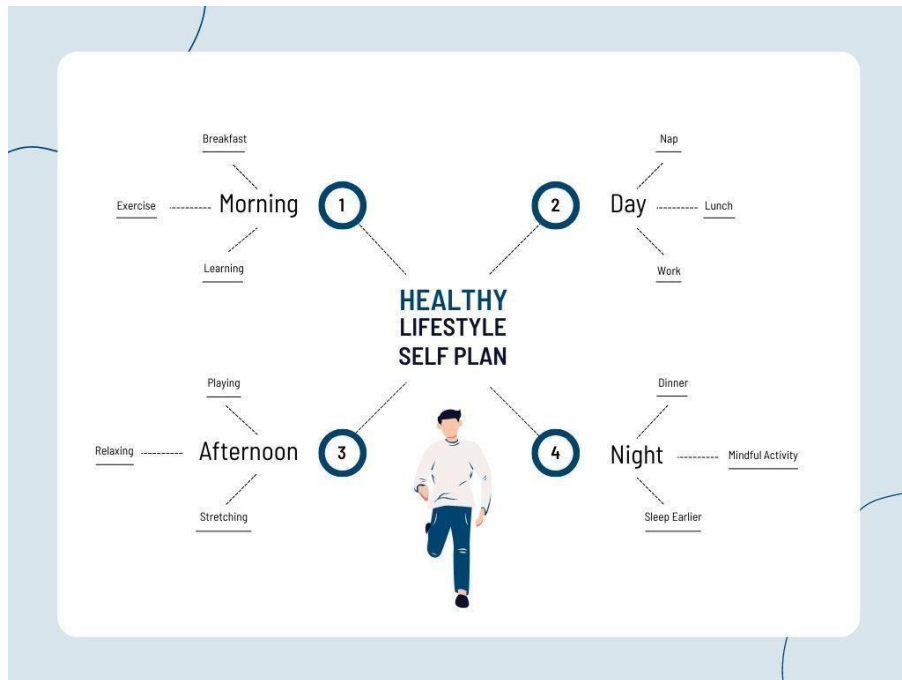 Breakfast
Exercise
Morning
1
Learning
Nap
2
Day
Lunch
Work
HEALTHY
LIFESTYLE
SELF PLAN
Playing
Relaxing
Afternoon
3
Stretching
Dinner
4
Night
Mindful Activity
Sleep Earlier